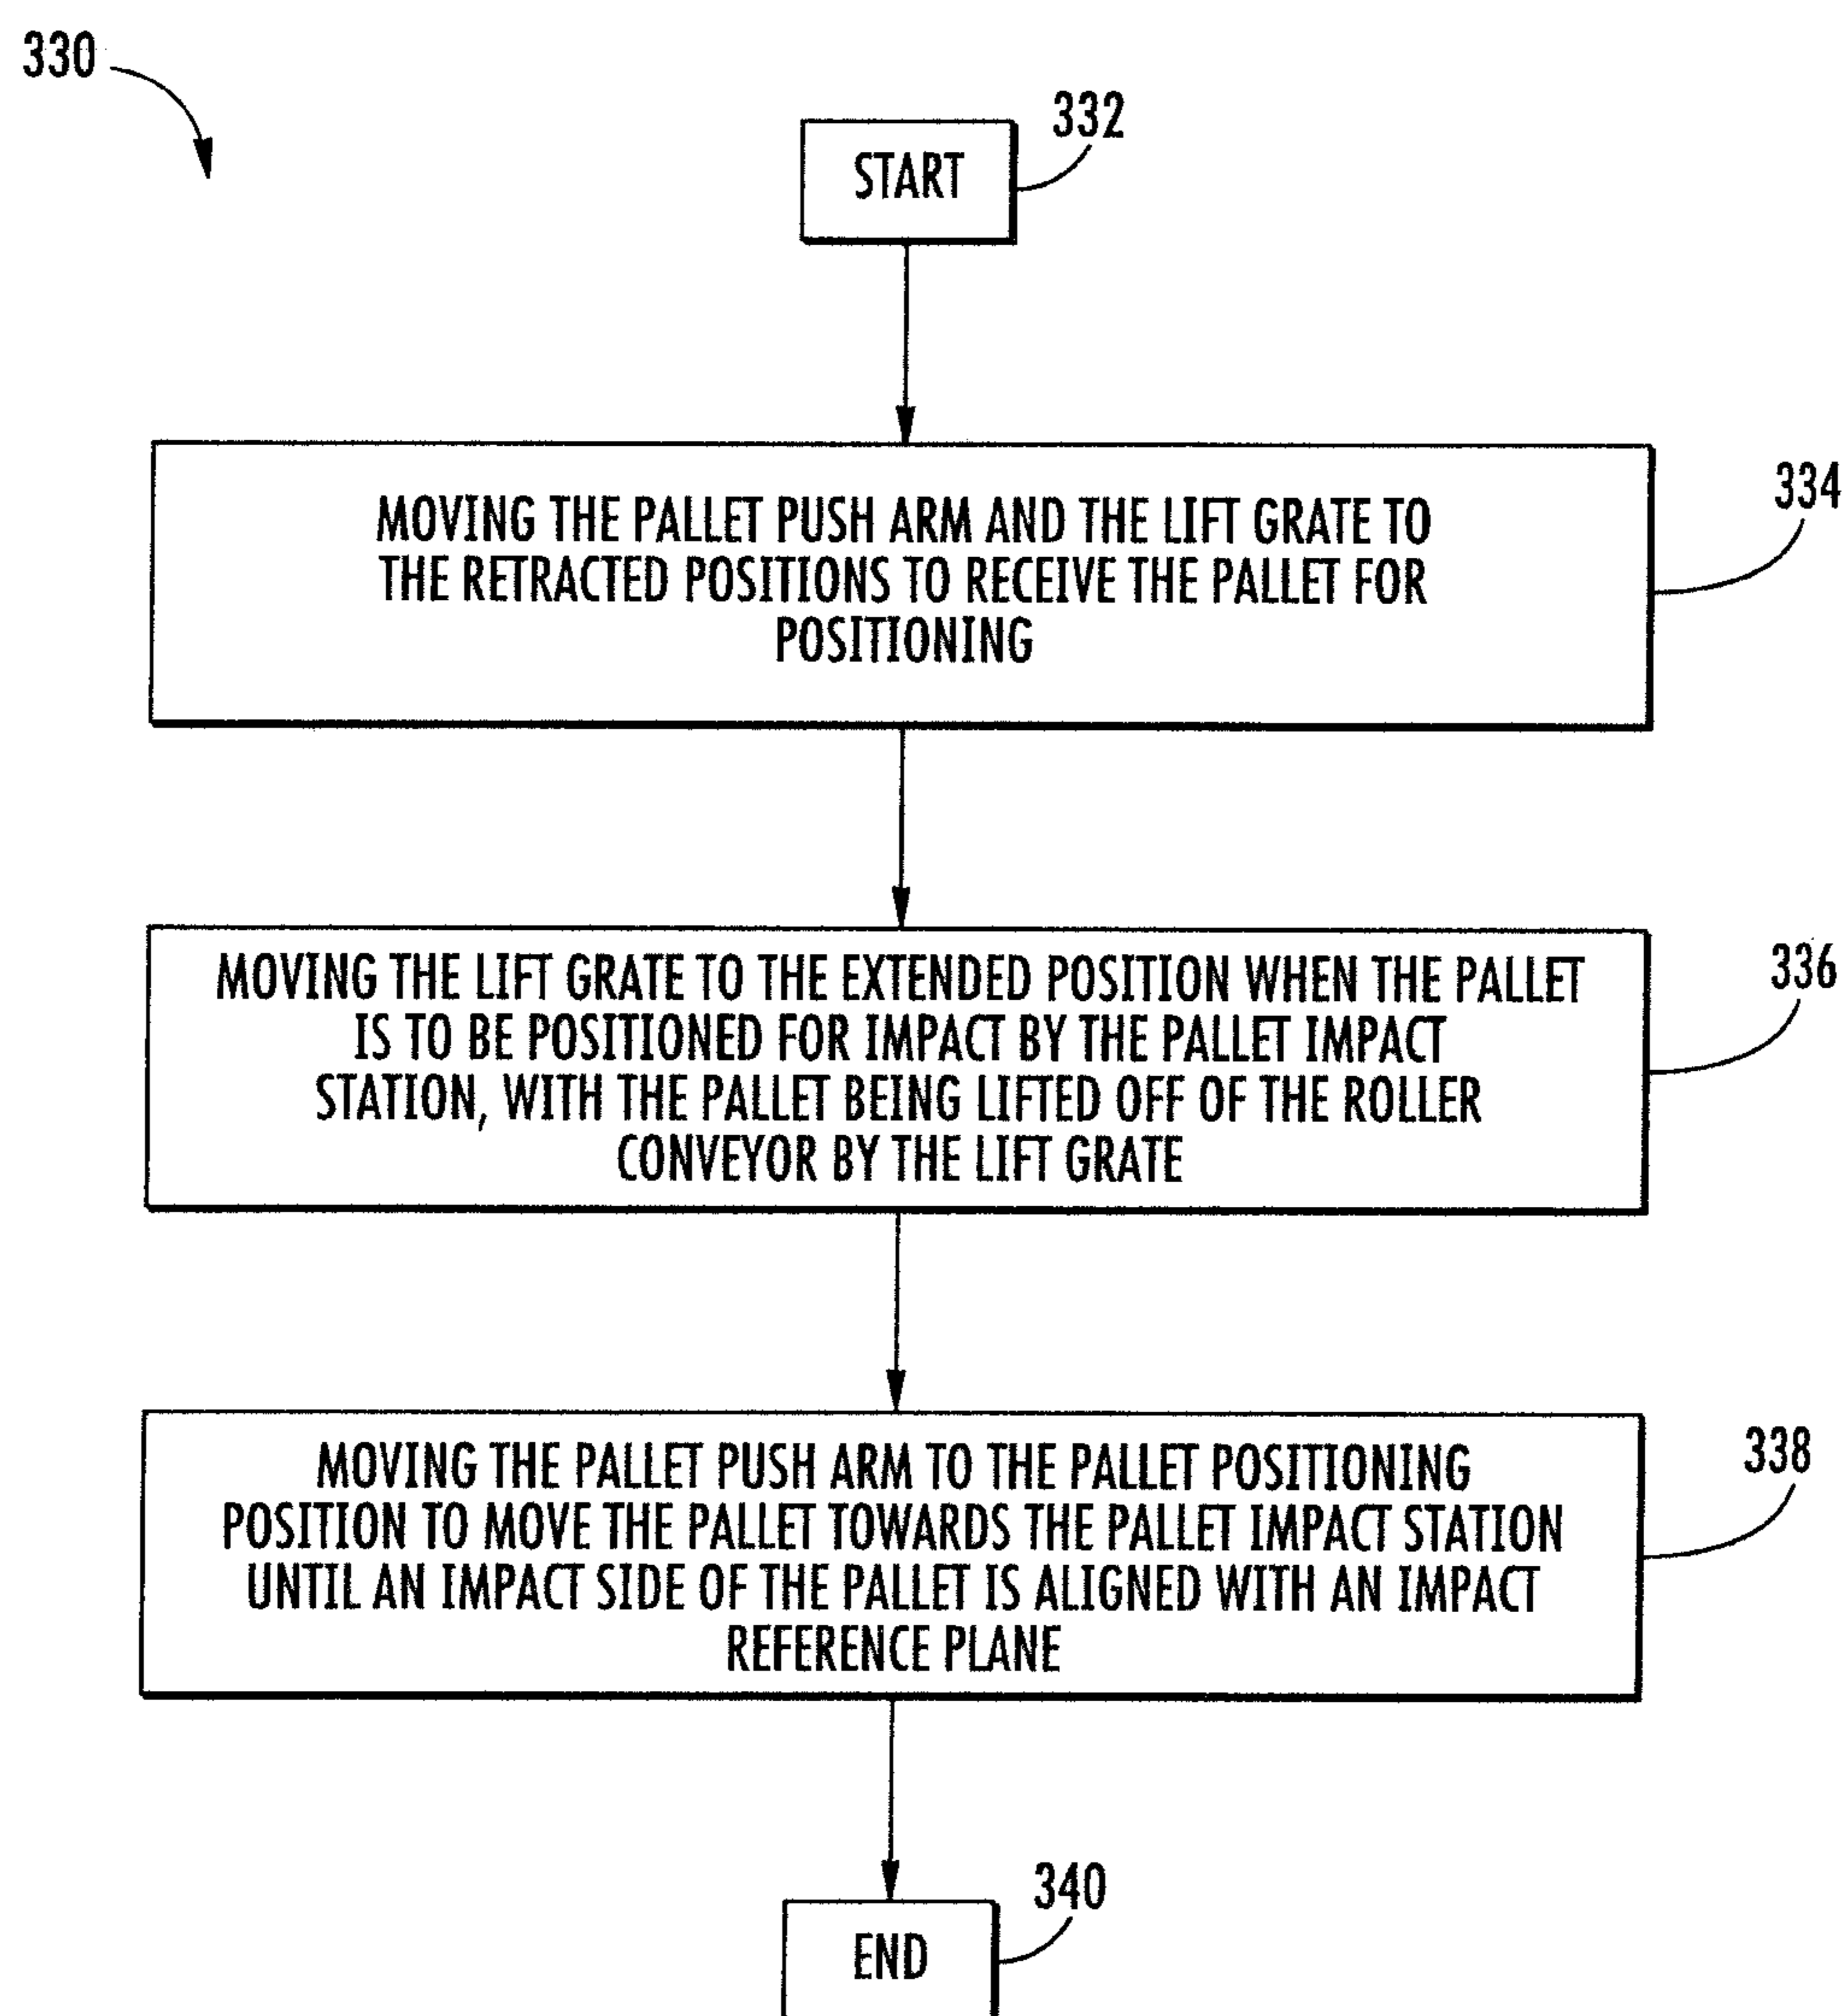 330
332
START
334
MOVING THE PALLET PUSH ARM AND THE LIFT GRATE TO
THE RETRACTED POSITIONS TO RECEIVE THE PALLET FOR
POSITIONING
336
MOVING THE LIFT GRATE TO THE EXTENDED POSITION WHEN THE PALLET
IS TO BE POSITIONED FOR IMPACT BY THE PALLET IMPACT
STATION, WITH THE PALLET BEING LIFTED OFF OF THE ROLLER
CONVEYOR BY THE LIFT GRATE
338
MOVING THE PALLET PUSH ARM TO THE PALLET POSITIONING
POSITION TO MOVE THE PALLET TOWARDS THE PALLET IMPACT STATION
UNTIL AN IMPACT SIDE OF THE PALLET IS ALIGNED WITH AN IMPACT
REFERENCE PLANE
340
END